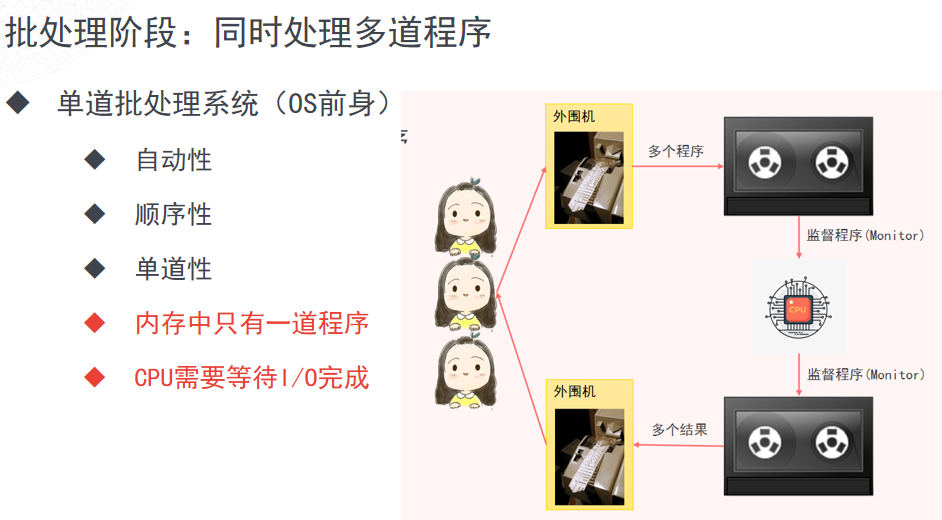 批处理阶段：同时处理多道程序
单道批处理系统（OS前身）
自动性
顺序性
单道性
内存中只有一道程序
CPU需要等待I/O完成
外围机
多个程序
监督程序(Monitor)
CPU
监督程序(Monitor)
外围机
多个结果